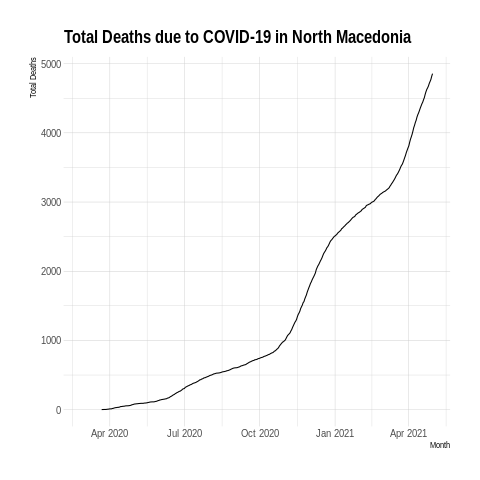 Total Deaths due to COVID-19 in North Macedonia
Total Deaths
5000
4000
3000
2000
1000
0
Apr 2020
Jul 2020
Oct 2020
Jan 2021
Apr 2021
Month